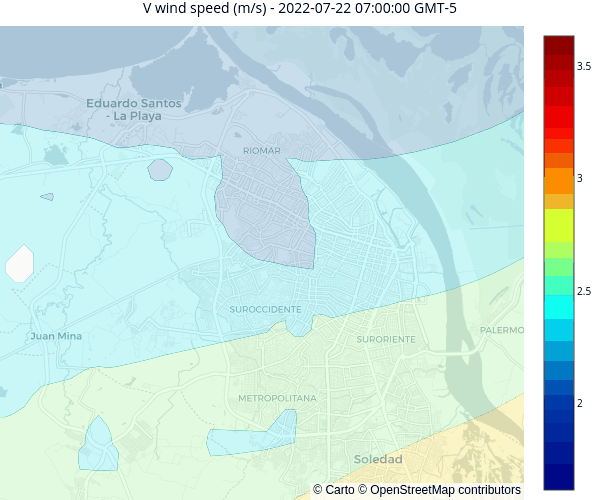 V wind speed (m/s) - 2022-07-22 07:00:00 GMT-5
Eduardo Santos
- La Playa
RIOMAR
SUROCCIDENTE
Juan Mina
SURORIENTE
PALERMO
METROPOLITANA
Soledad
© Carto © OpenStreetMap contributors
3.5
3
2.5
2